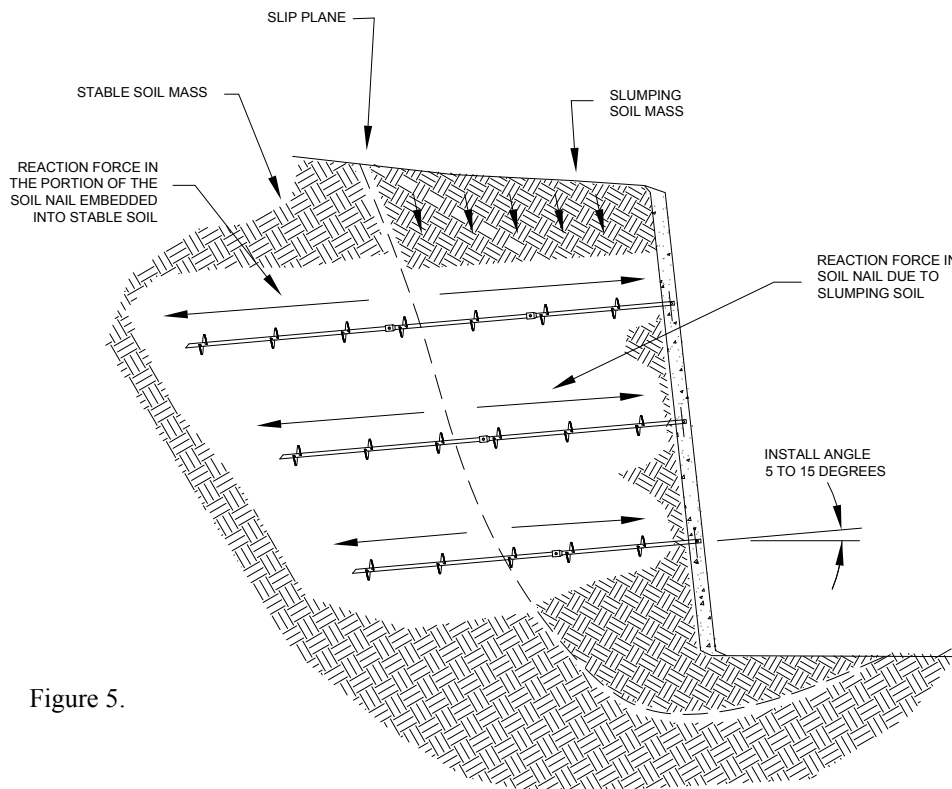 SLIP PLANE
STABLE SOIL MASS
SLUMPING
SOIL MASS
REACTION FORCE IN
THE PORTION OF THE
SOIL NAIL EMBEDDED
INTO STABLE SOIL
REACTION FORCE IN
SOIL NAIL DUE TO
SLUMPING SOIL
INSTALL ANGLE
5 TO 15 DEGREES
Figure 5.